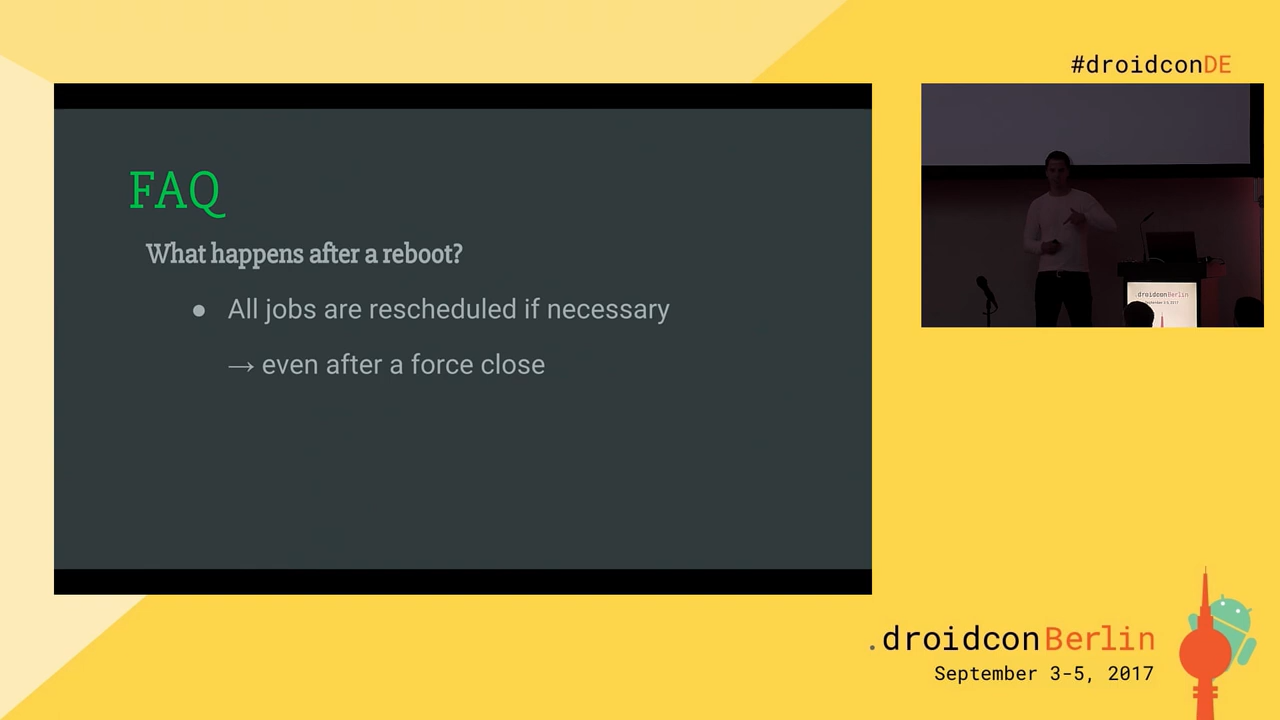 #droidconDE
FAQ
What happens after a reboot?
● All jobs are rescheduled if necessary
→ even after a force close
.droidconBerlin
.droidconBerlin
September 3-5, 2017